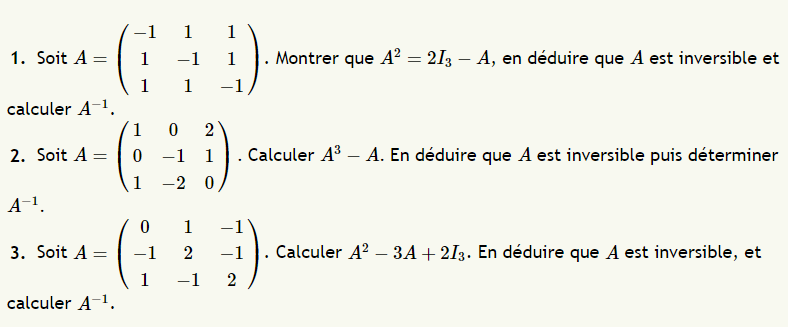 1. Soit $A = \begin{pmatrix} -1 & 1 & 1 \\ 1 & -1 & 1 \\ 1 & 1 & -1 \end{pmatrix}$. Montrer que $A^2 = 2I_3 - A$, en déduire que $A$ est inversible et
calculer $A^{-1}$.
2. Soit $A = \begin{pmatrix} 1 & 0 & 2 \\ 0 & -1 & 1 \\ 1 & -2 & 0 \end{pmatrix}$. Calculer $A^3 - A$. En déduire que $A$ est inversible puis déterminer
$A^{-1}$.
3. Soit $A = \begin{pmatrix} 0 & 1 & -1 \\ -1 & 2 & -1 \\ 1 & -1 & 2 \end{pmatrix}$. Calculer $A^2 - 3A + 2I_3$. En déduire que $A$ est inversible, et
calculer $A^{-1}$.